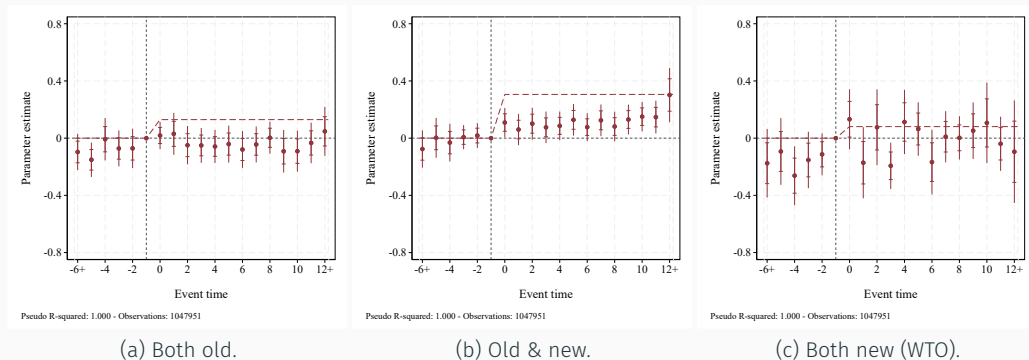 0.8
0.4
0
-0.4
-0.8
Parameter estimate
-6+ -4 -2 0 2 4 6 8 10 12+
Event time
Pseudo R-squared: 1.000 - Observations: 1047951
(a) Both old.
0.8
0.4
0
-0.4
-0.8
Parameter estimate
-6+ -4 -2 0 2 4 6 8 10 12+
Event time
Pseudo R-squared: 1.000 - Observations: 1047951
(b) Old & new.
0.8
0.4
0
-0.4
-0.8
Parameter estimate
-6+ -4 -2 0 2 4 6 8 10 12+
Event time
Pseudo R-squared: 1.000 - Observations: 1047951
(c) Both new (WTO).